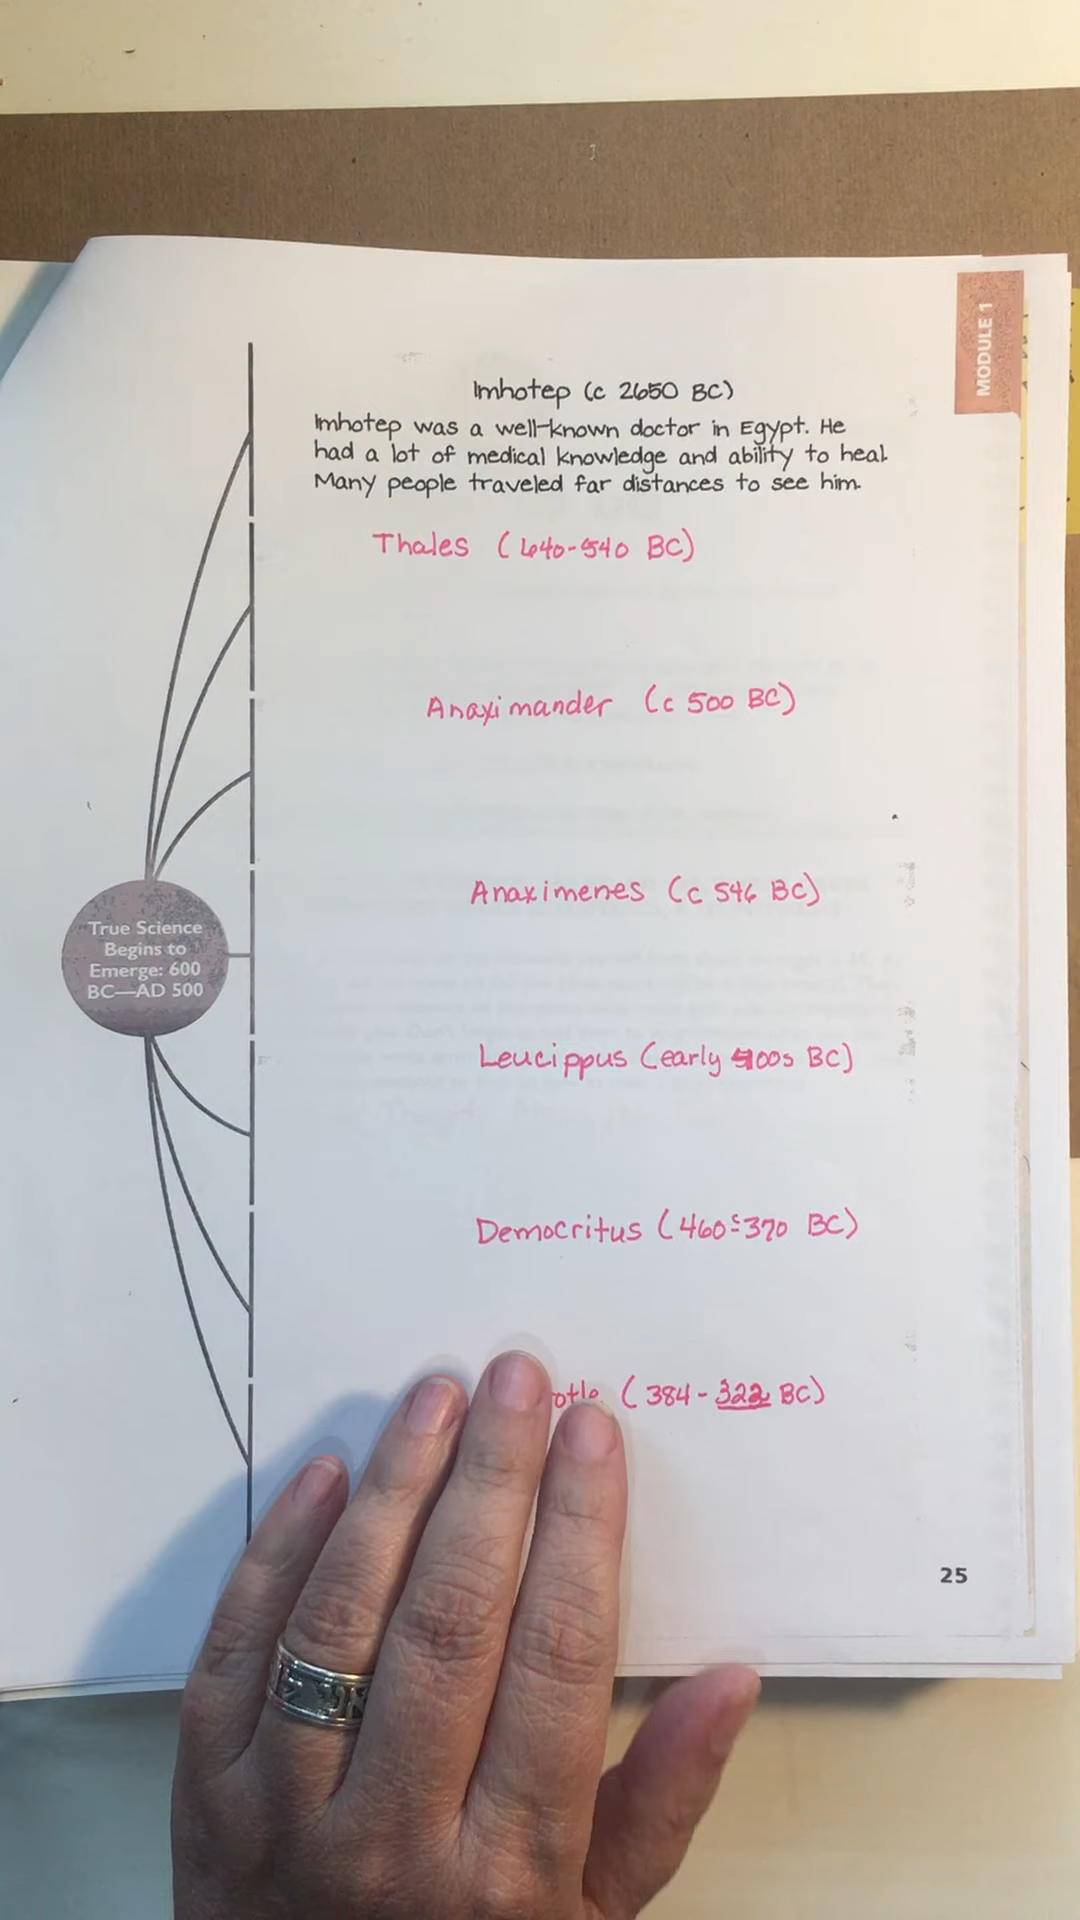 MODULE 1
Imhotep (c 2650 BC)
Imhotep was a well-known doctor in Egypt. He
had a lot of medical knowledge and ability to heal.
Many people traveled far distances to see him.
Thales (640-540 BC)
Anaximander (c 500 BC)
Anaximenes (c 546 BC)
True Science
Begins to
Emerge: 600
BC—AD 500
Leucippus (early 400s BC)
Democritus (460-370 BC)
otle (384-322 BC)
25